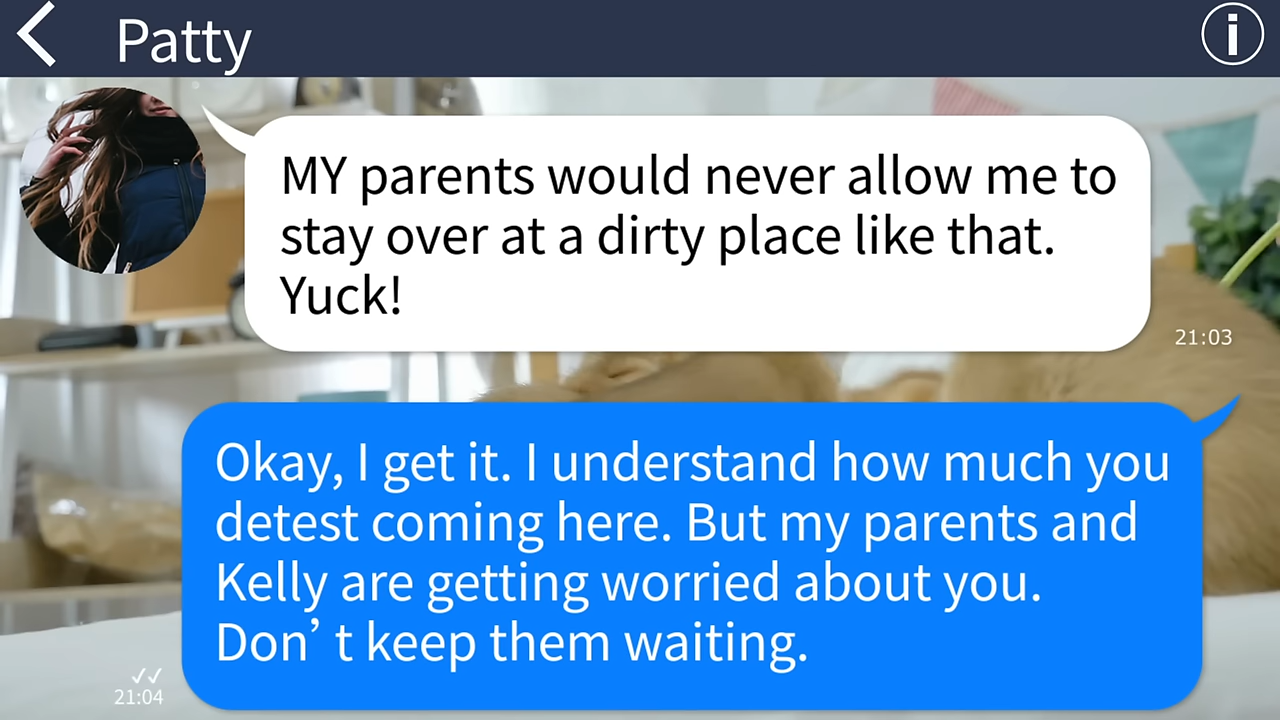 Patty
MY parents would never allow me to
stay over at a dirty place like that.
Yuck!
21:03
Okay, I get it. I understand how much you
detest coming here. But my parents and
Kelly are getting worried about you.
Don’ t keep them waiting.
21:04